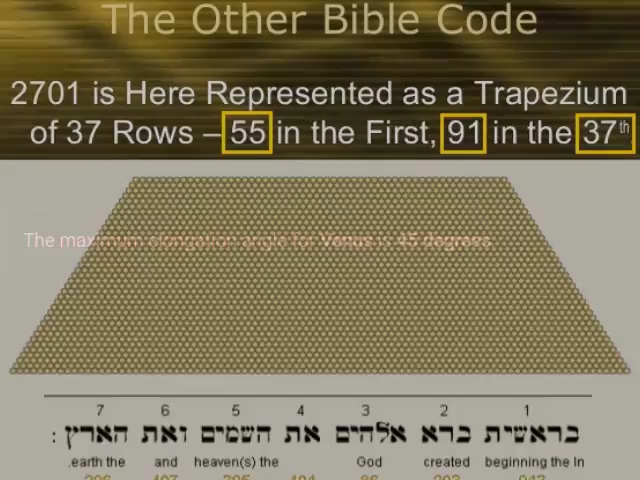 The Other Bible Code
2701 is Here Represented as a Trapezium
of 37 Rows – 55 in the First, 91 in the 37th
The maximum elongation angle for Venus is 45 degrees.
7 6 5 4 3 2 1
בראשית ברא אלהים את השמים ואת הארץ :
.earth the and heaven(s) the God created beginning the In